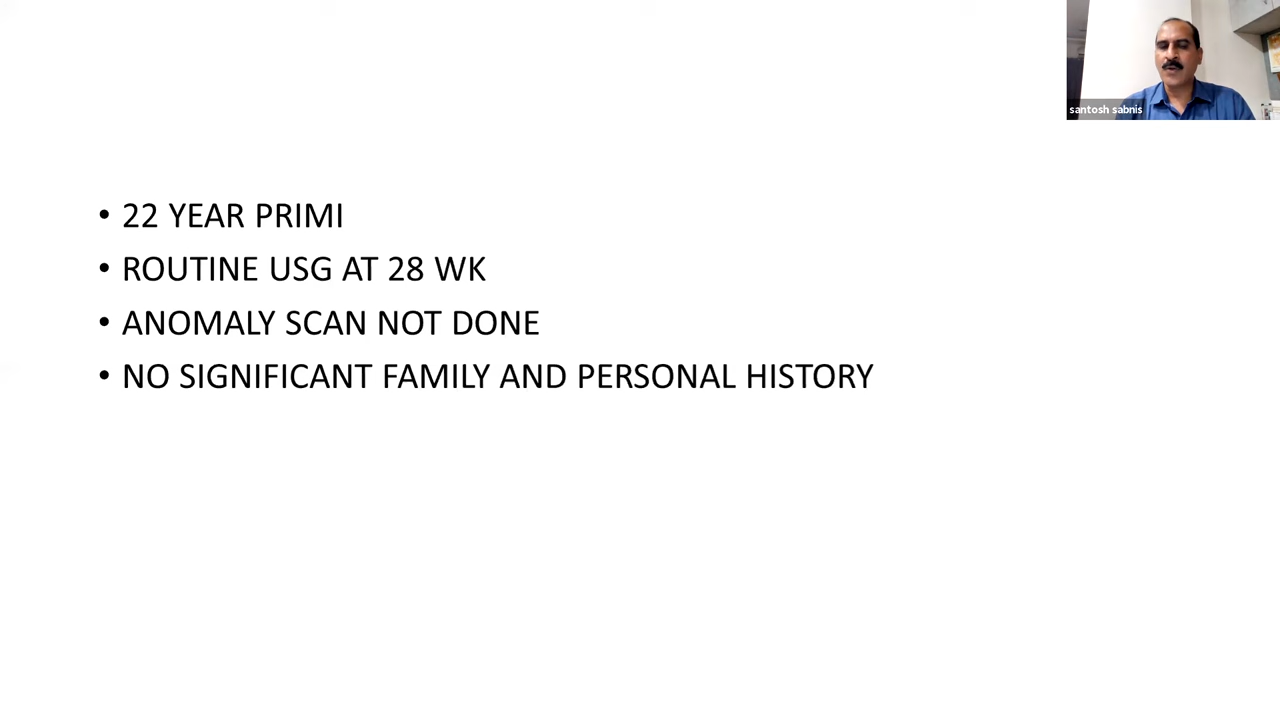 santosh sabnis
• 22 YEAR PRIMI
• ROUTINE USG AT 28 WK
• ANOMALY SCAN NOT DONE
• NO SIGNIFICANT FAMILY AND PERSONAL HISTORY